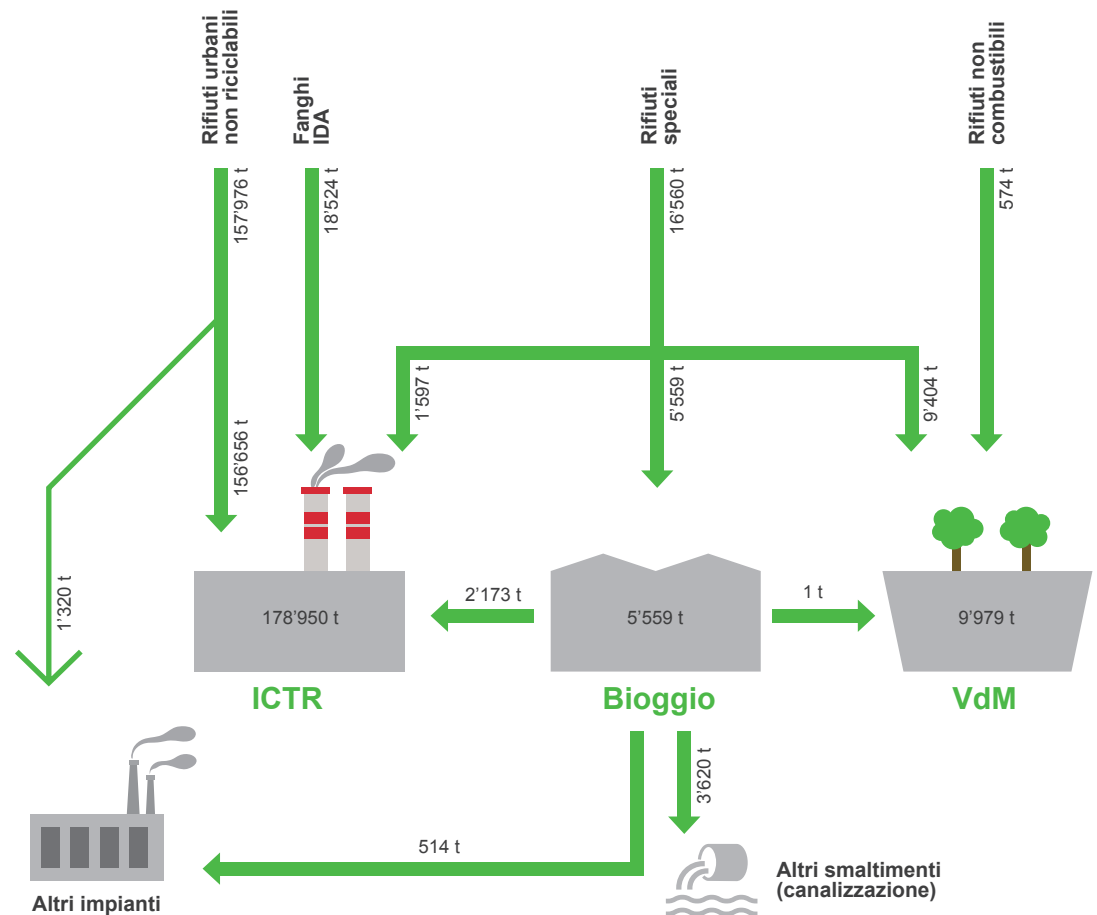 Rifiuti urbani
non riciclabili
Fanghi
IDA
Rifiuti
speciali
Rifiuti non
combustibili
157’976 t
18’524 t
16’560 t
574 t
1’597 t
5’559 t
9’404 t
156’656 t
1’320 t
2’173 t
1 t
178’950 t
5’559 t
9’979 t
ICTR
Bioggio
VdM
3’620 t
514 t
Altri impianti
Altri smaltimenti
(canalizzazione)